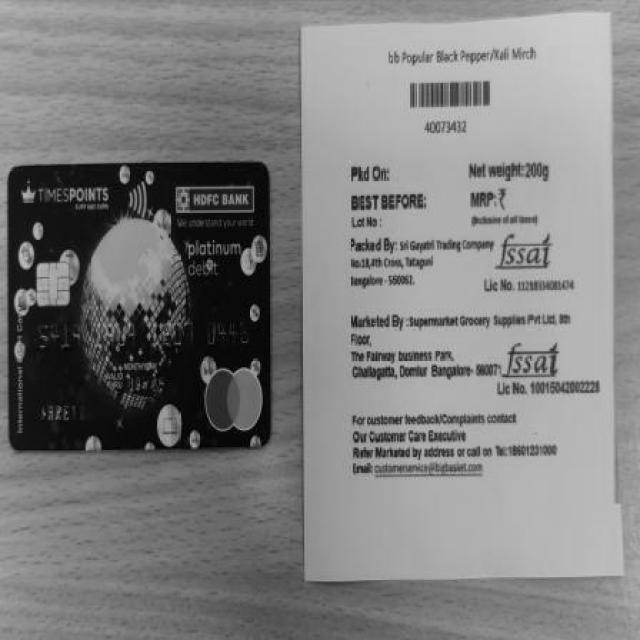 TIMESPOINTS
HDFC BANK
We understand your world
platinum
debit
International
bb Popular Black Pepper/Kali Mirch
40073432
Pkd On: Net weight:200g
BEST BEFORE: MRP:₹
Lot No : (Inclusive of all taxes)
Packed By: Sri Gayatri Trading Company fssai
No.18,4th Cross, Tataguni
Bangalore - 560062.
Lic No.
Marketed By :Supermarket Grocery Supplies Pvt Ltd, 8th
Floor,
The Fairway business Park,
Challagatta, Domlur Bangalore- 560071 fssai
Lic No. 10015042002228
For customer feedback/Complaints contact
Our Customer Care Executive
Refer Marketed by address or call on Tel:18601231000
Email: customerservice@bigbasket.com